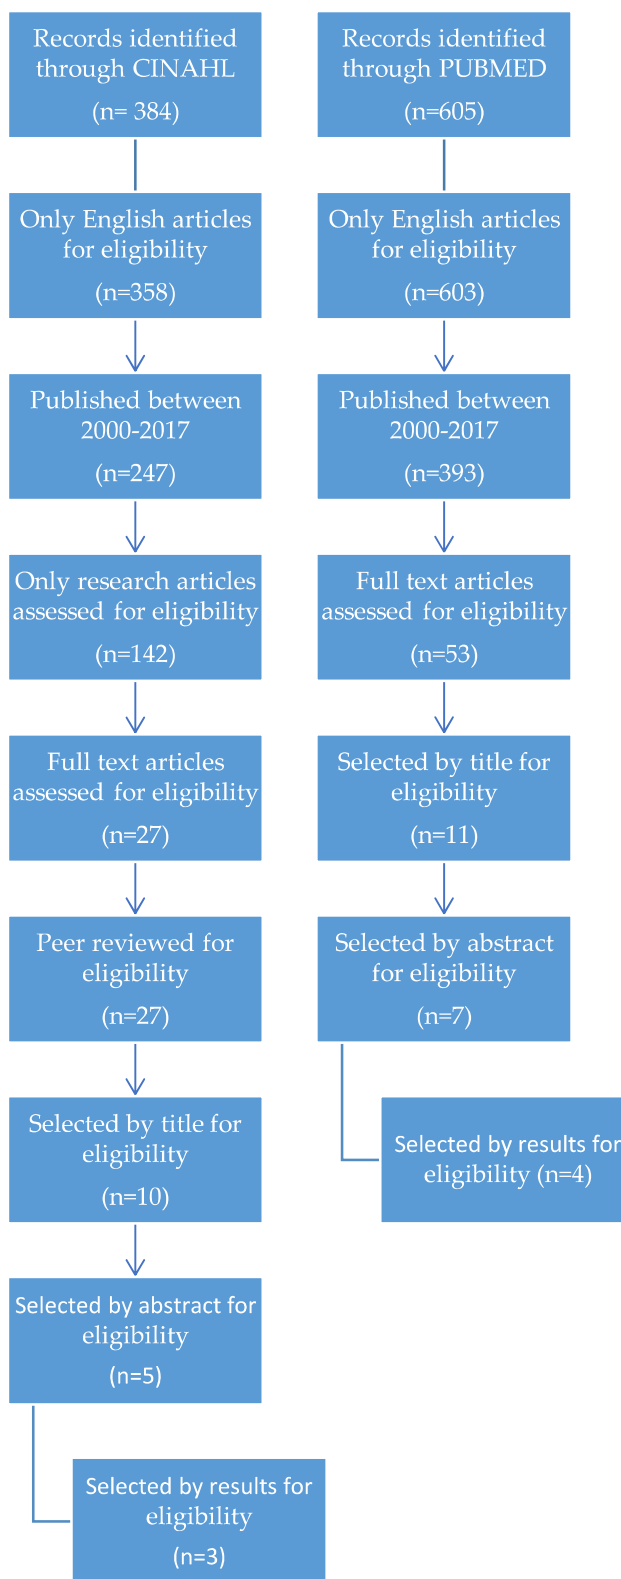 Records identified
through CINAHL
(n= 384)
Only English articles
for eligibility
(n=358)
Published between
2000-2017
(n=247)
Only research articles
assessed for eligibility
(n=142)
Full text articles
assessed for eligibility
(n=27)
Peer reviewed for
eligibility
(n=27)
Selected by title for
eligibility
(n=10)
Selected by abstract for
eligibility
(n=5)
Selected by results for
eligibility
(n=3)
Records identified
through PUBMED
(n=605)
Only English articles
for eligibility
(n=603)
Published between
2000-2017
(n=393)
Full text articles
assessed for eligibility
(n=53)
Selected by title for
eligibility
(n=11)
Selected by abstract
for eligibility
(n=7)
Selected by results for
eligibility (n=4)